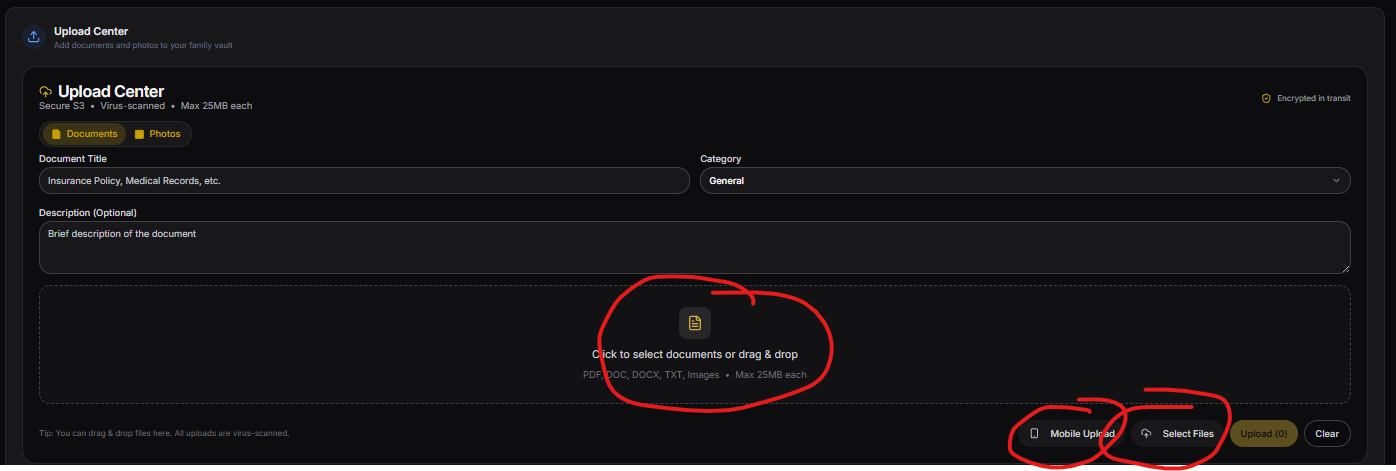 Upload Center
Add documents and photos to your family vault
Upload Center
Secure S3 • Virus-scanned • Max 25MB each
Encrypted in transit
Documents Photos
Document Title
Insurance Policy, Medical Records, etc.
Category
General
Description (Optional)
Brief description of the document
Click to select documents or drag & drop
PDF, DOC, DOCX, TXT, Images • Max 25MB each
Tip: You can drag & drop files here. All uploads are virus-scanned.
Mobile Upload Select Files Upload (0) Clear